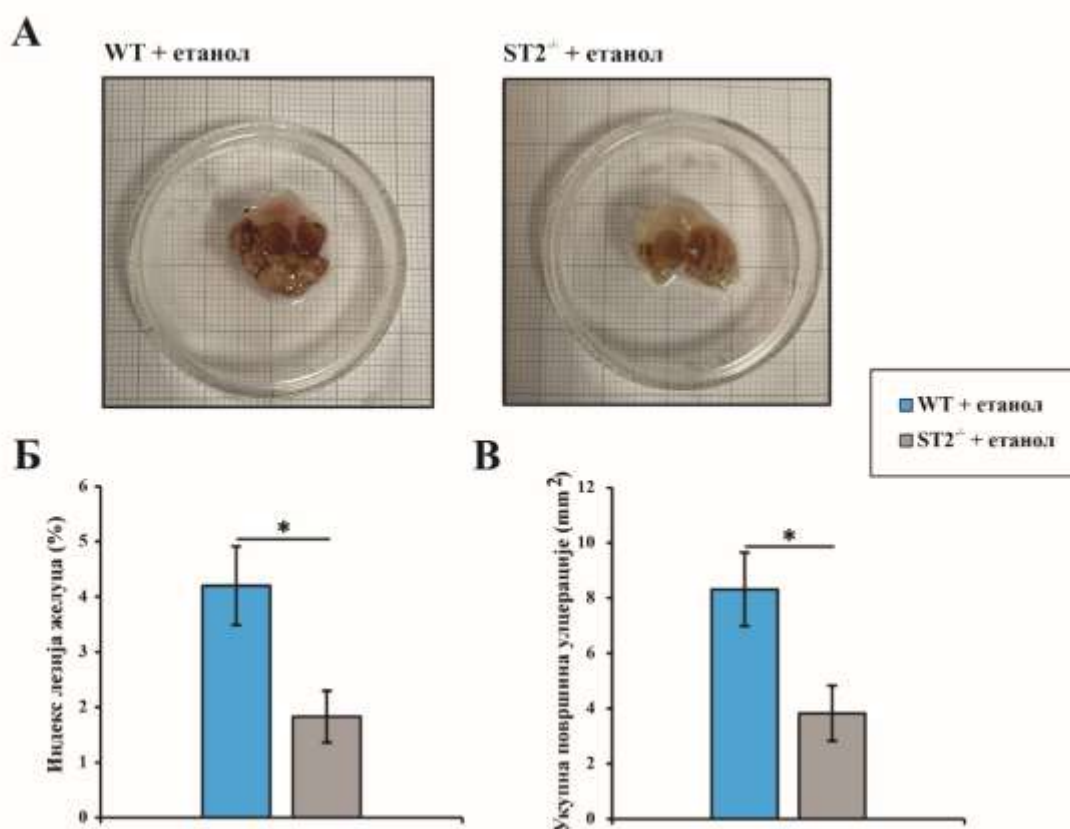 А
WT + етанол
ST2⁻/⁻ + етанол
WT + етанол
ST2⁻/⁻ + етанол
Б
Индекс лезија желуца (%)
6
5
4
3
2
1
0
*
В
Укупна површина улцерације (mm²)
12
10
8
6
4
2
0
*